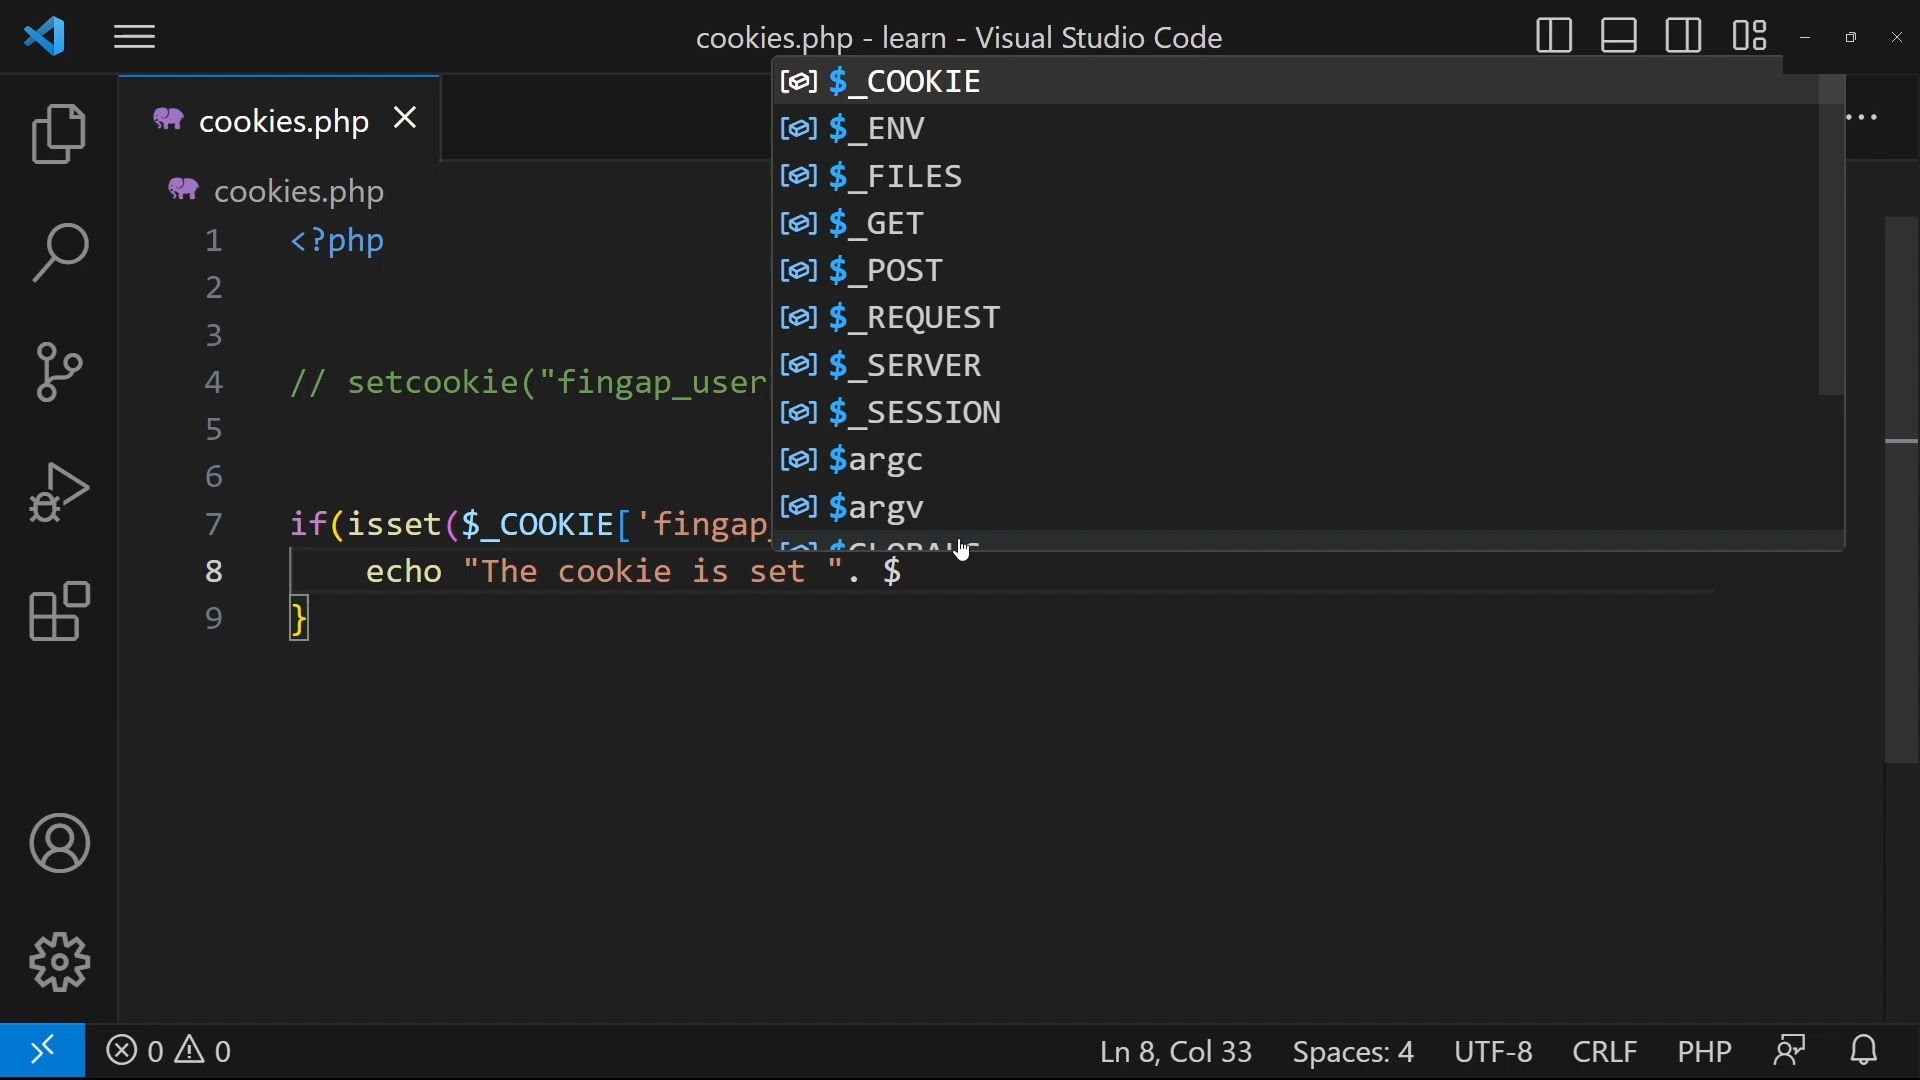 cookies.php - learn - Visual Studio Code
cookies.php
cookies.php
$_COOKIE
$_ENV
$_FILES
$_GET
$_POST
$_REQUEST
$_SERVER
$_SESSION
$argc
$argv
1 <?php
2
3
4 // setcookie("fingap_user
5
6
7 if(isset($_COOKIE['fingap_
8 echo "The cookie is set ". $
9 }
0 0
Ln 8, Col 33 Spaces: 4 UTF-8 CRLF PHP